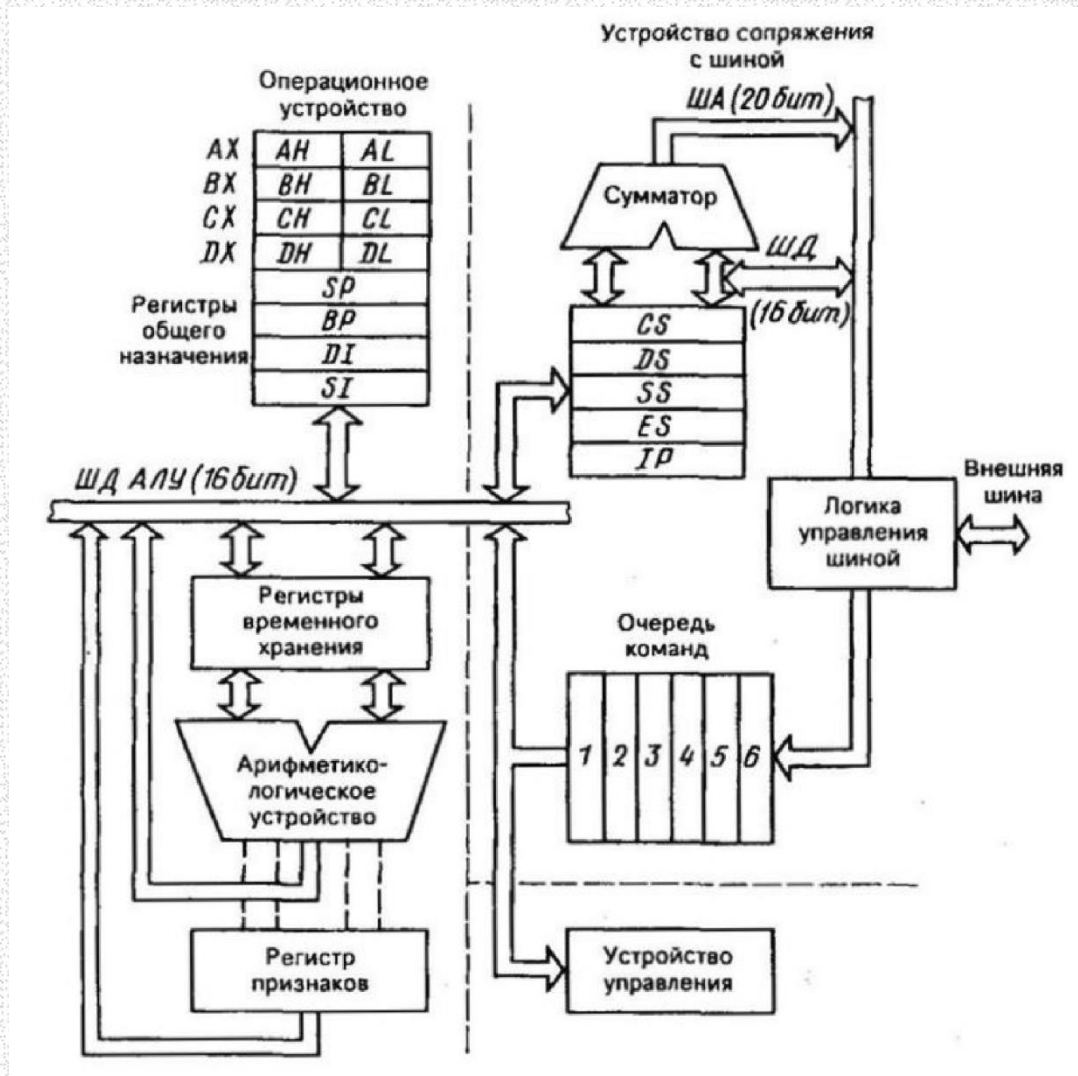 Устройство сопряжения
с шиной
Операционное
устройство
ША (20 бит)
AX AH AL
BX BH BL
CX CH CL
DX DH DL
SP
BP
DI
SI
Регистры
общего
назначения
Сумматор
ШД
(16 бит)
CS
DS
SS
ES
IP
ШД АЛУ (16 бит)
Внешняя
шина
Логика
управления
шиной
Регистры
временного
хранения
Очередь
команд
1 2 3 4 5 6
Арифметико-
логическое
устройство
Регистр
признаков
Устройство
управления